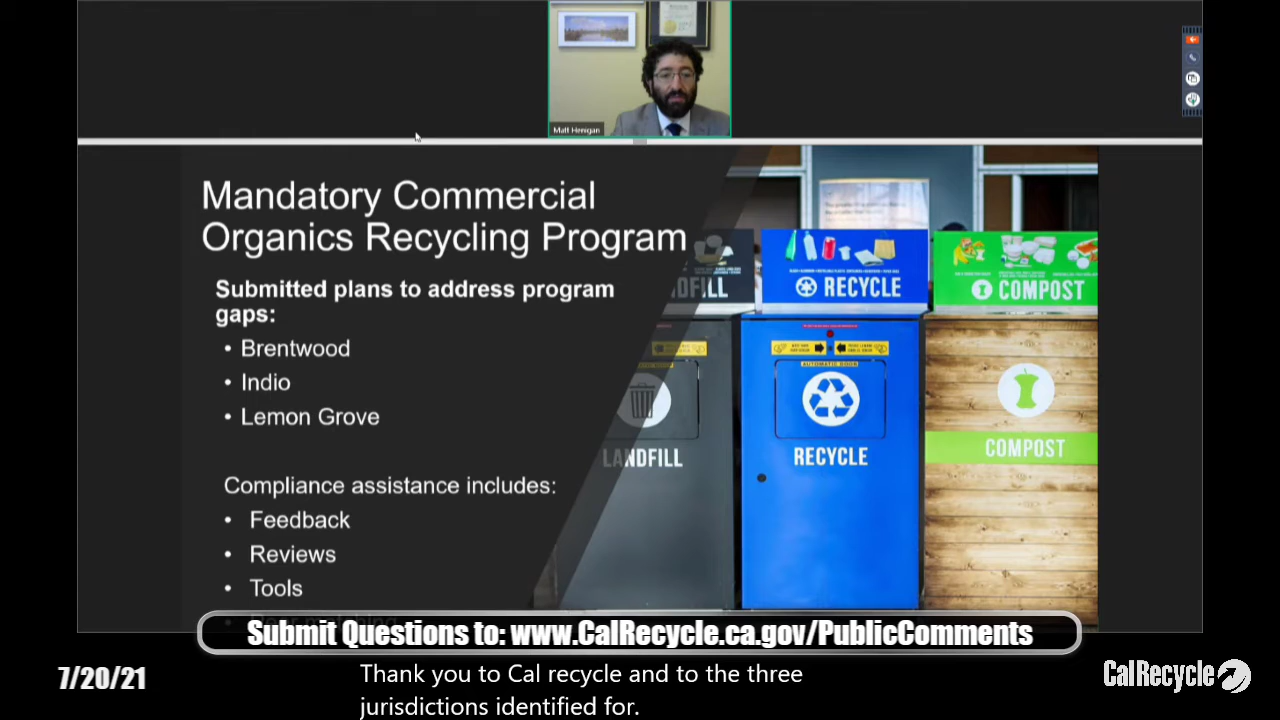 Matt Henigan
Mandatory Commercial
Organics Recycling Program
Submitted plans to address program
gaps:
• Brentwood
• Indio
• Lemon Grove
Compliance assistance includes:
• Feedback
• Reviews
• Tools
RECYCLE
COMPOST
LANDFILL
RECYCLE
COMPOST
AUTOMATIC DOOR
Submit Questions to: www.CalRecycle.ca.gov/PublicComments
7/20/21
Thank you to Cal recycle and to the three
jurisdictions identified for.
CalRecycle